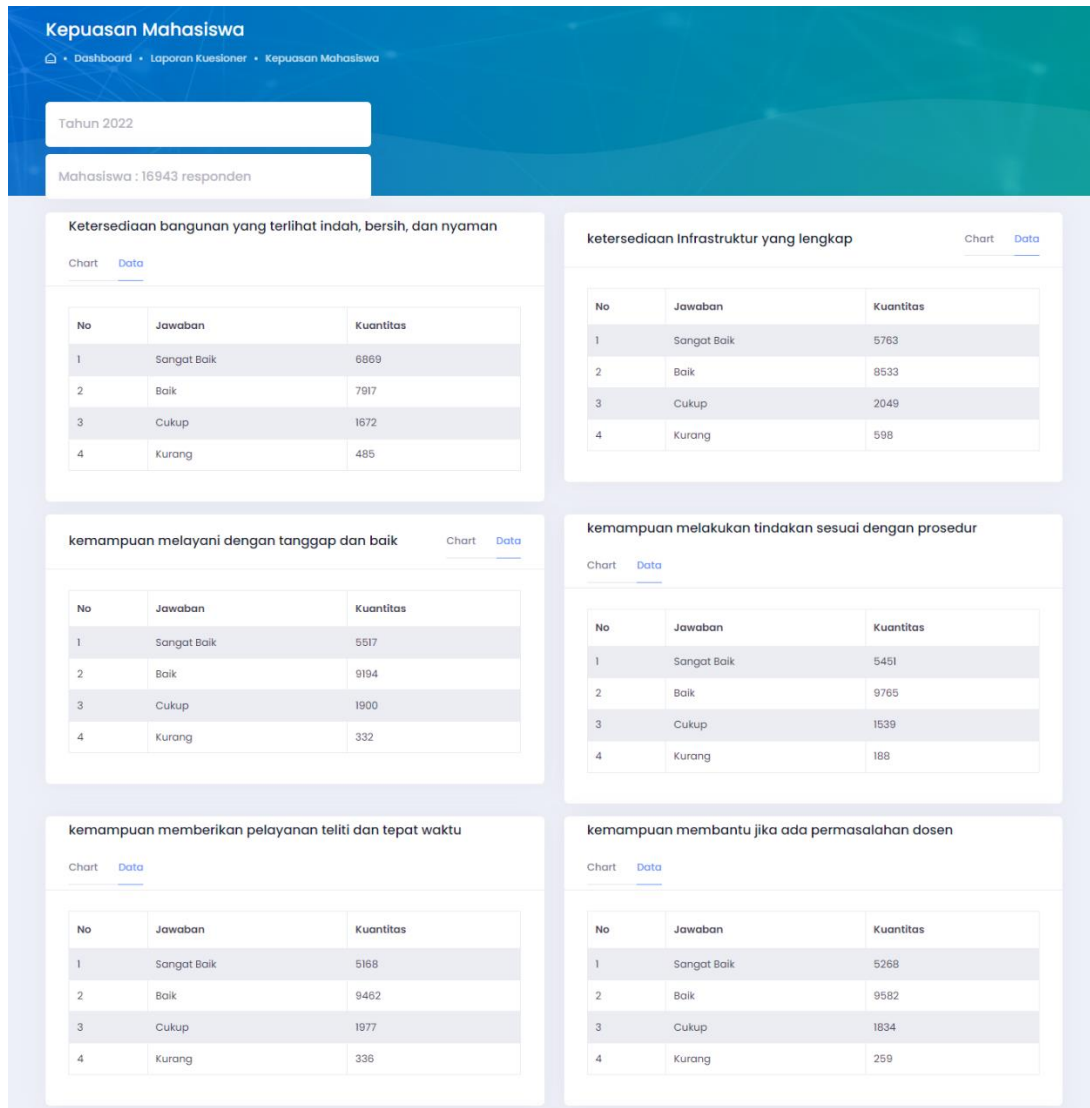 Kepuasan Mahasiswa
Dashboard • Laporan Kuesioner • Kepuasan Mahasiswa
Tahun 2022
Mahasiswa : 16943 responden
Ketersediaan bangunan yang terlihat indah, bersih, dan nyaman
Chart Data
No Jawaban Kuantitas
1 Sangat Baik 6869
2 Baik 7917
3 Cukup 1672
4 Kurang 485
ketersediaan Infrastruktur yang lengkap Chart Data
No Jawaban Kuantitas
1 Sangat Baik 5763
2 Baik 8533
3 Cukup 2049
4 Kurang 598
kemampuan melayani dengan tanggap dan baik Chart Data
No Jawaban Kuantitas
1 Sangat Baik 5517
2 Baik 9194
3 Cukup 1900
4 Kurang 332
kemampuan melakukan tindakan sesuai dengan prosedur
Chart Data
No Jawaban Kuantitas
1 Sangat Baik 5451
2 Baik 9765
3 Cukup 1539
4 Kurang 188
kemampuan memberikan pelayanan teliti dan tepat waktu
Chart Data
No Jawaban Kuantitas
1 Sangat Baik 5168
2 Baik 9462
3 Cukup 1977
4 Kurang 336
kemampuan membantu jika ada permasalahan dosen
Chart Data
No Jawaban Kuantitas
1 Sangat Baik 5268
2 Baik 9582
3 Cukup 1834
4 Kurang 259